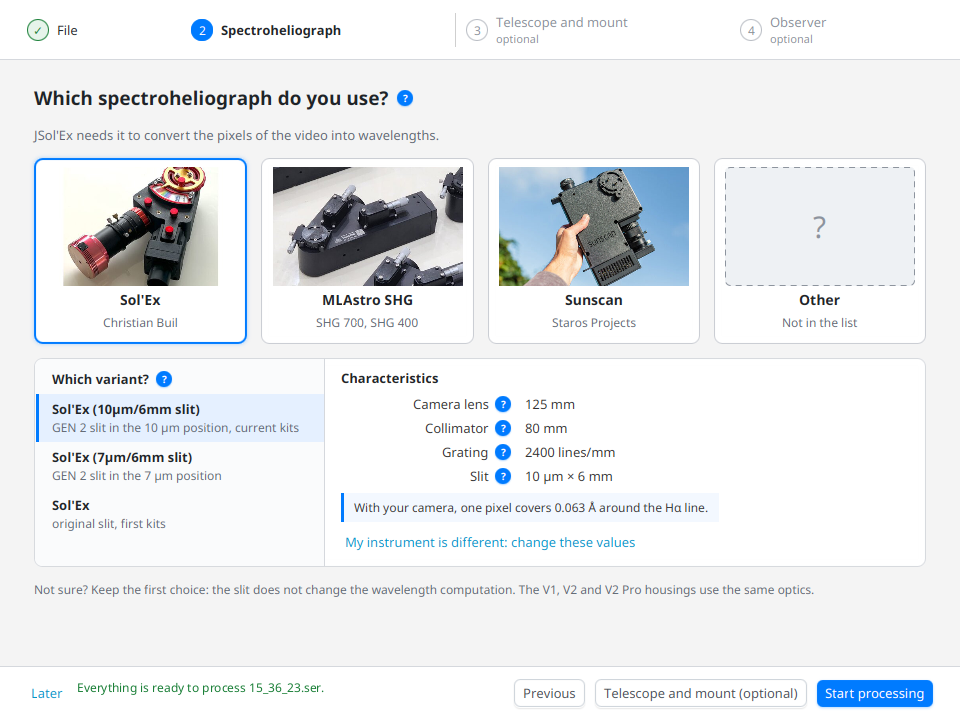 ✓ File
2 Spectroheliograph
3 Telescope and mount
optional
4 Observer
optional
Which spectroheliograph do you use? ?
JSol'Ex needs it to convert the pixels of the video into wavelengths.
sunscan
?
Sol'Ex
Christian Buil
MLAstro SHG
SHG 700, SHG 400
Sunscan
Staros Projects
Other
Not in the list
Which variant? ?
Sol'Ex (10µm/6mm slit)
GEN 2 slit in the 10 µm position, current kits
Sol'Ex (7µm/6mm slit)
GEN 2 slit in the 7 µm position
Sol'Ex
original slit, first kits
Characteristics
Camera lens ? 125 mm
Collimator ? 80 mm
Grating ? 2400 lines/mm
Slit ? 10 µm × 6 mm
With your camera, one pixel covers 0.063 Å around the Hα line.
My instrument is different: change these values
Not sure? Keep the first choice: the slit does not change the wavelength computation. The V1, V2 and V2 Pro housings use the same optics.
Later
Everything is ready to process 15_36_23.ser.
Previous
Telescope and mount (optional)
Start processing